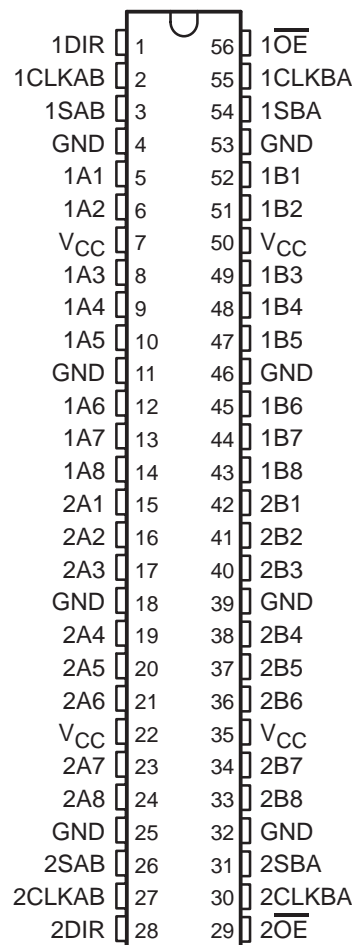 1DIR 1 56 1O̅E̅
1CLKAB 2 55 1CLKBA
1SAB 3 54 1SBA
GND 4 53 GND
1A1 5 52 1B1
1A2 6 51 1B2
VCC 7 50 VCC
1A3 8 49 1B3
1A4 9 48 1B4
1A5 10 47 1B5
GND 11 46 GND
1A6 12 45 1B6
1A7 13 44 1B7
1A8 14 43 1B8
2A1 15 42 2B1
2A2 16 41 2B2
2A3 17 40 2B3
GND 18 39 GND
2A4 19 38 2B4
2A5 20 37 2B5
2A6 21 36 2B6
VCC 22 35 VCC
2A7 23 34 2B7
2A8 24 33 2B8
GND 25 32 GND
2SAB 26 31 2SBA
2CLKAB 27 30 2CLKBA
2DIR 28 29 2O̅E̅